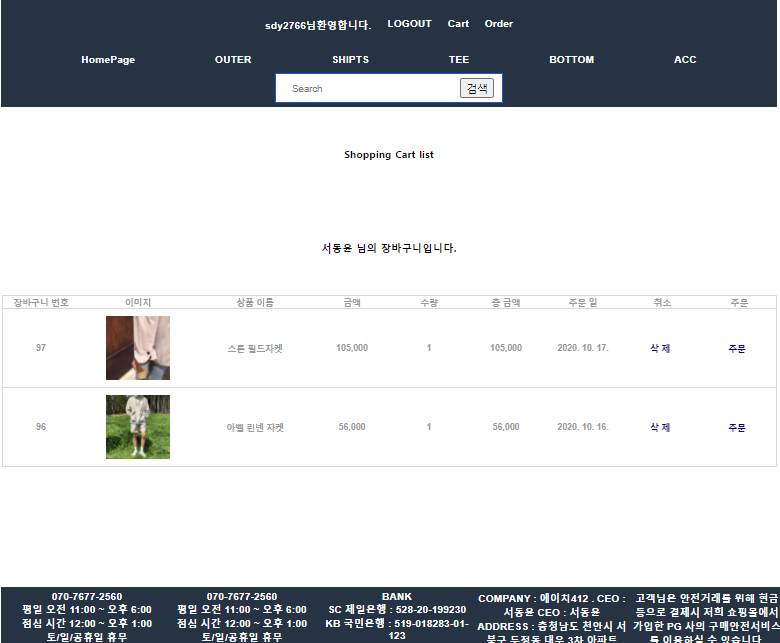 sdy2766님환영합니다. LOGOUT Cart Order
HomePage OUTER SHIPTS TEE BOTTOM ACC
Search 검색
Shopping Cart list
서동윤 님의 장바구니입니다.
장바구니 번호 이미지 상품 이름 금액 수량 총 금액 주문 일 취소 주문
97 스톤 필드자켓 105,000 1 105,000 2020. 10. 17. 삭 제 주문
96 아벨 린넨 자켓 56,000 1 56,000 2020. 10. 16. 삭 제 주문
070-7677-2560
평일 오전 11:00 ~ 오후 6:00
점심 시간 12:00 ~ 오후 1:00
토/일/공휴일 휴무
070-7677-2560
평일 오전 11:00 ~ 오후 6:00
점심 시간 12:00 ~ 오후 1:00
토/일/공휴일 휴무
BANK
SC 제일은행 : 528-20-199230
KB 국민은행 : 519-018283-01-
123
COMPANY : 에이치412 . CEO :
서동윤 CEO : 서동윤
ADDRESS : 충청남도 천안시 서
북구 두정동 대우 3차 아파트
고객님은 안전거래를 위해 현금
등으로 결제시 저희 쇼핑몰에서
가입한 PG 사의 구매안전서비스
를 이용하실 수 있습니다